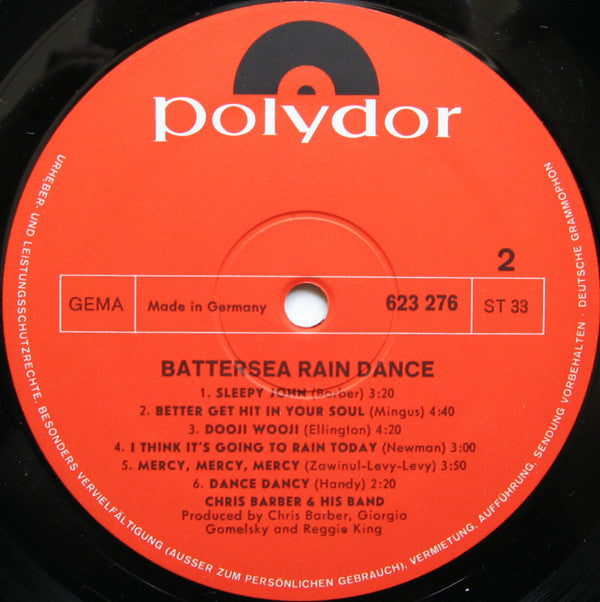 polydor
2
GEMA
Made in Germany
623 276
ST 33
BATTERSEA RAIN DANCE
1. SLEEPY JOHN (Barber) 3:20
2. BETTER GET HIT IN YOUR SOUL (Mingus) 4:40
3. DOOJI WOOJI (Ellington) 4:20
4. I THINK IT'S GOING TO RAIN TODAY (Newman) 3:00
5. MERCY, MERCY, MERCY (Zawinul-Levy-Levy) 3:50
6. DANCE DANCY (Handy) 2:20
CHRIS BARBER & HIS BAND
Produced by Chris Barber, Giorgio
Gomelsky and Reggie King
URHEBER- UND LEISTUNGSSCHUTZRECHTE, BESONDERS VERVIELFÄLTIGUNG (AUSSER ZUM PERSÖNLICHEN GEBRAUCH), VERMIETUNG, AUFFÜHRUNG, SENDUNG VORBEHALTEN · DEUTSCHE GRAMMOPHON